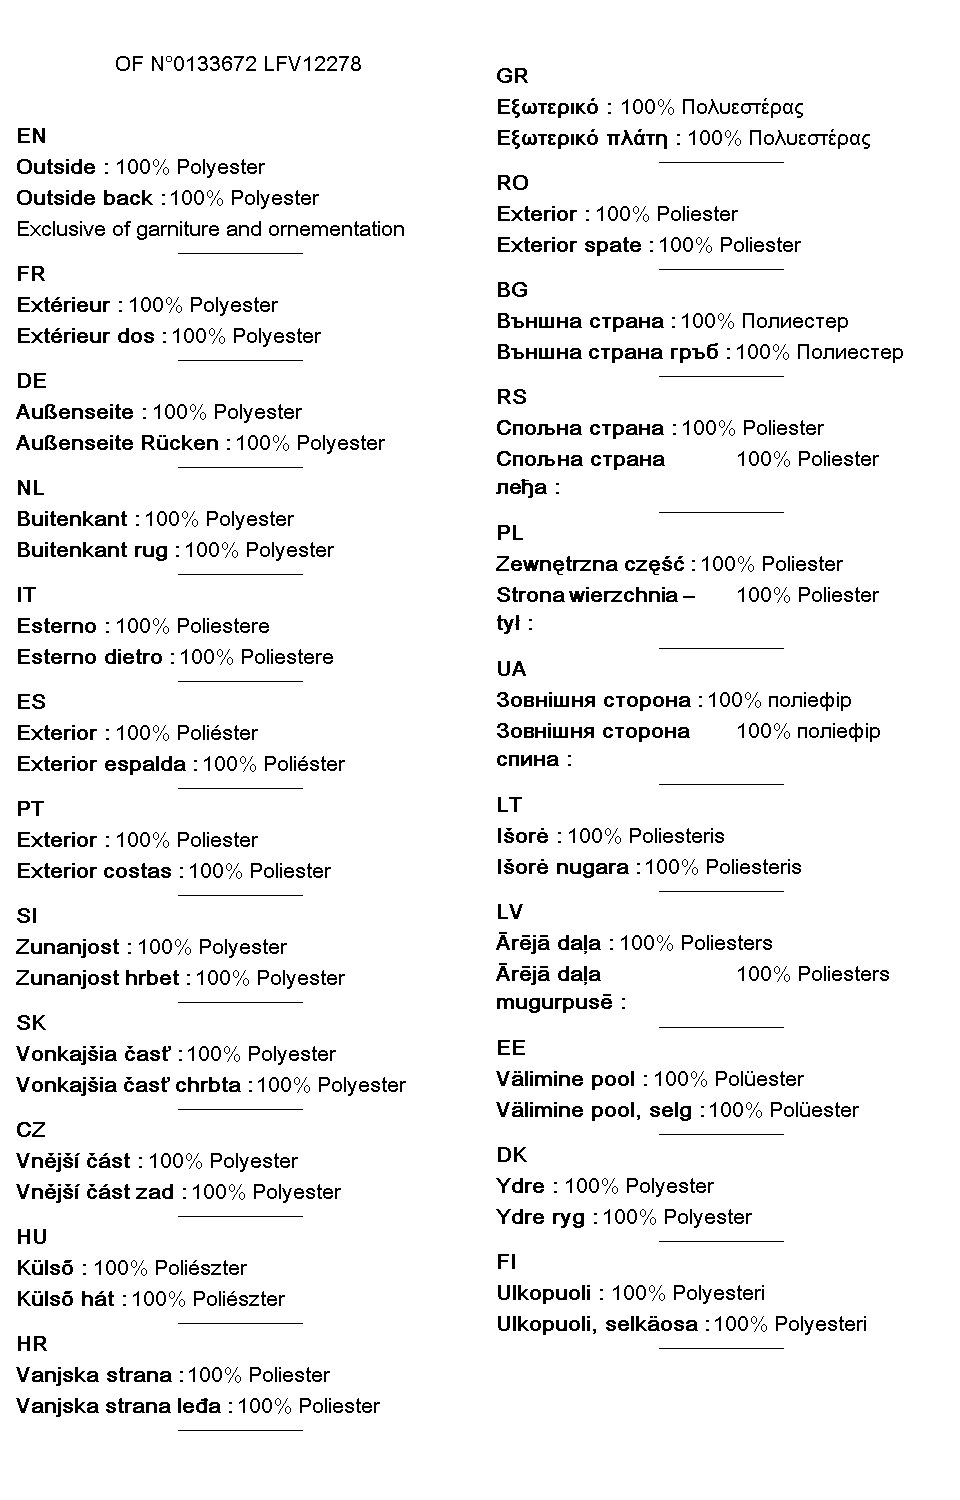 OF N°0133672 LFV12278
EN
Outside : 100% Polyester
Outside back : 100% Polyester
Exclusive of garniture and ornementation
FR
Extérieur : 100% Polyester
Extérieur dos : 100% Polyester
DE
Außenseite : 100% Polyester
Außenseite Rücken : 100% Polyester
NL
Buitenkant : 100% Polyester
Buitenkant rug : 100% Polyester
IT
Esterno : 100% Poliestere
Esterno dietro : 100% Poliestere
ES
Exterior : 100% Poliéster
Exterior espalda : 100% Poliéster
PT
Exterior : 100% Poliester
Exterior costas : 100% Poliester
SI
Zunanjost : 100% Polyester
Zunanjost hrbet : 100% Polyester
SK
Vonkajšia časť : 100% Polyester
Vonkajšia časť chrbta : 100% Polyester
CZ
Vnější část : 100% Polyester
Vnější část zad : 100% Polyester
HU
Külsõ : 100% Poliészter
Külsõ hát : 100% Poliészter
HR
Vanjska strana : 100% Poliester
Vanjska strana leđa : 100% Poliester
GR
Εξωτερικό : 100% Πολυεστέρας
Εξωτερικό πλάτη : 100% Πολυεστέρας
RO
Exterior : 100% Poliester
Exterior spate : 100% Poliester
BG
Външна страна : 100% Полиестер
Външна страна гръб : 100% Полиестер
RS
Спољна страна : 100% Poliester
Спољна страна 100% Poliester
леђа :
PL
Zewnętrzna część : 100% Poliester
Strona wierzchnia – 100% Poliester
tył :
UA
Зовнішня сторона : 100% поліефір
Зовнішня сторона 100% поліефір
спина :
LT
Išorė : 100% Poliesteris
Išorė nugara : 100% Poliesteris
LV
Ārējā daļa : 100% Poliesters
Ārējā daļa 100% Poliesters
mugurpusē :
EE
Välimine pool : 100% Polüester
Välimine pool, selg : 100% Polüester
DK
Ydre : 100% Polyester
Ydre ryg : 100% Polyester
FI
Ulkopuoli : 100% Polyesteri
Ulkopuoli, selkäosa : 100% Polyesteri